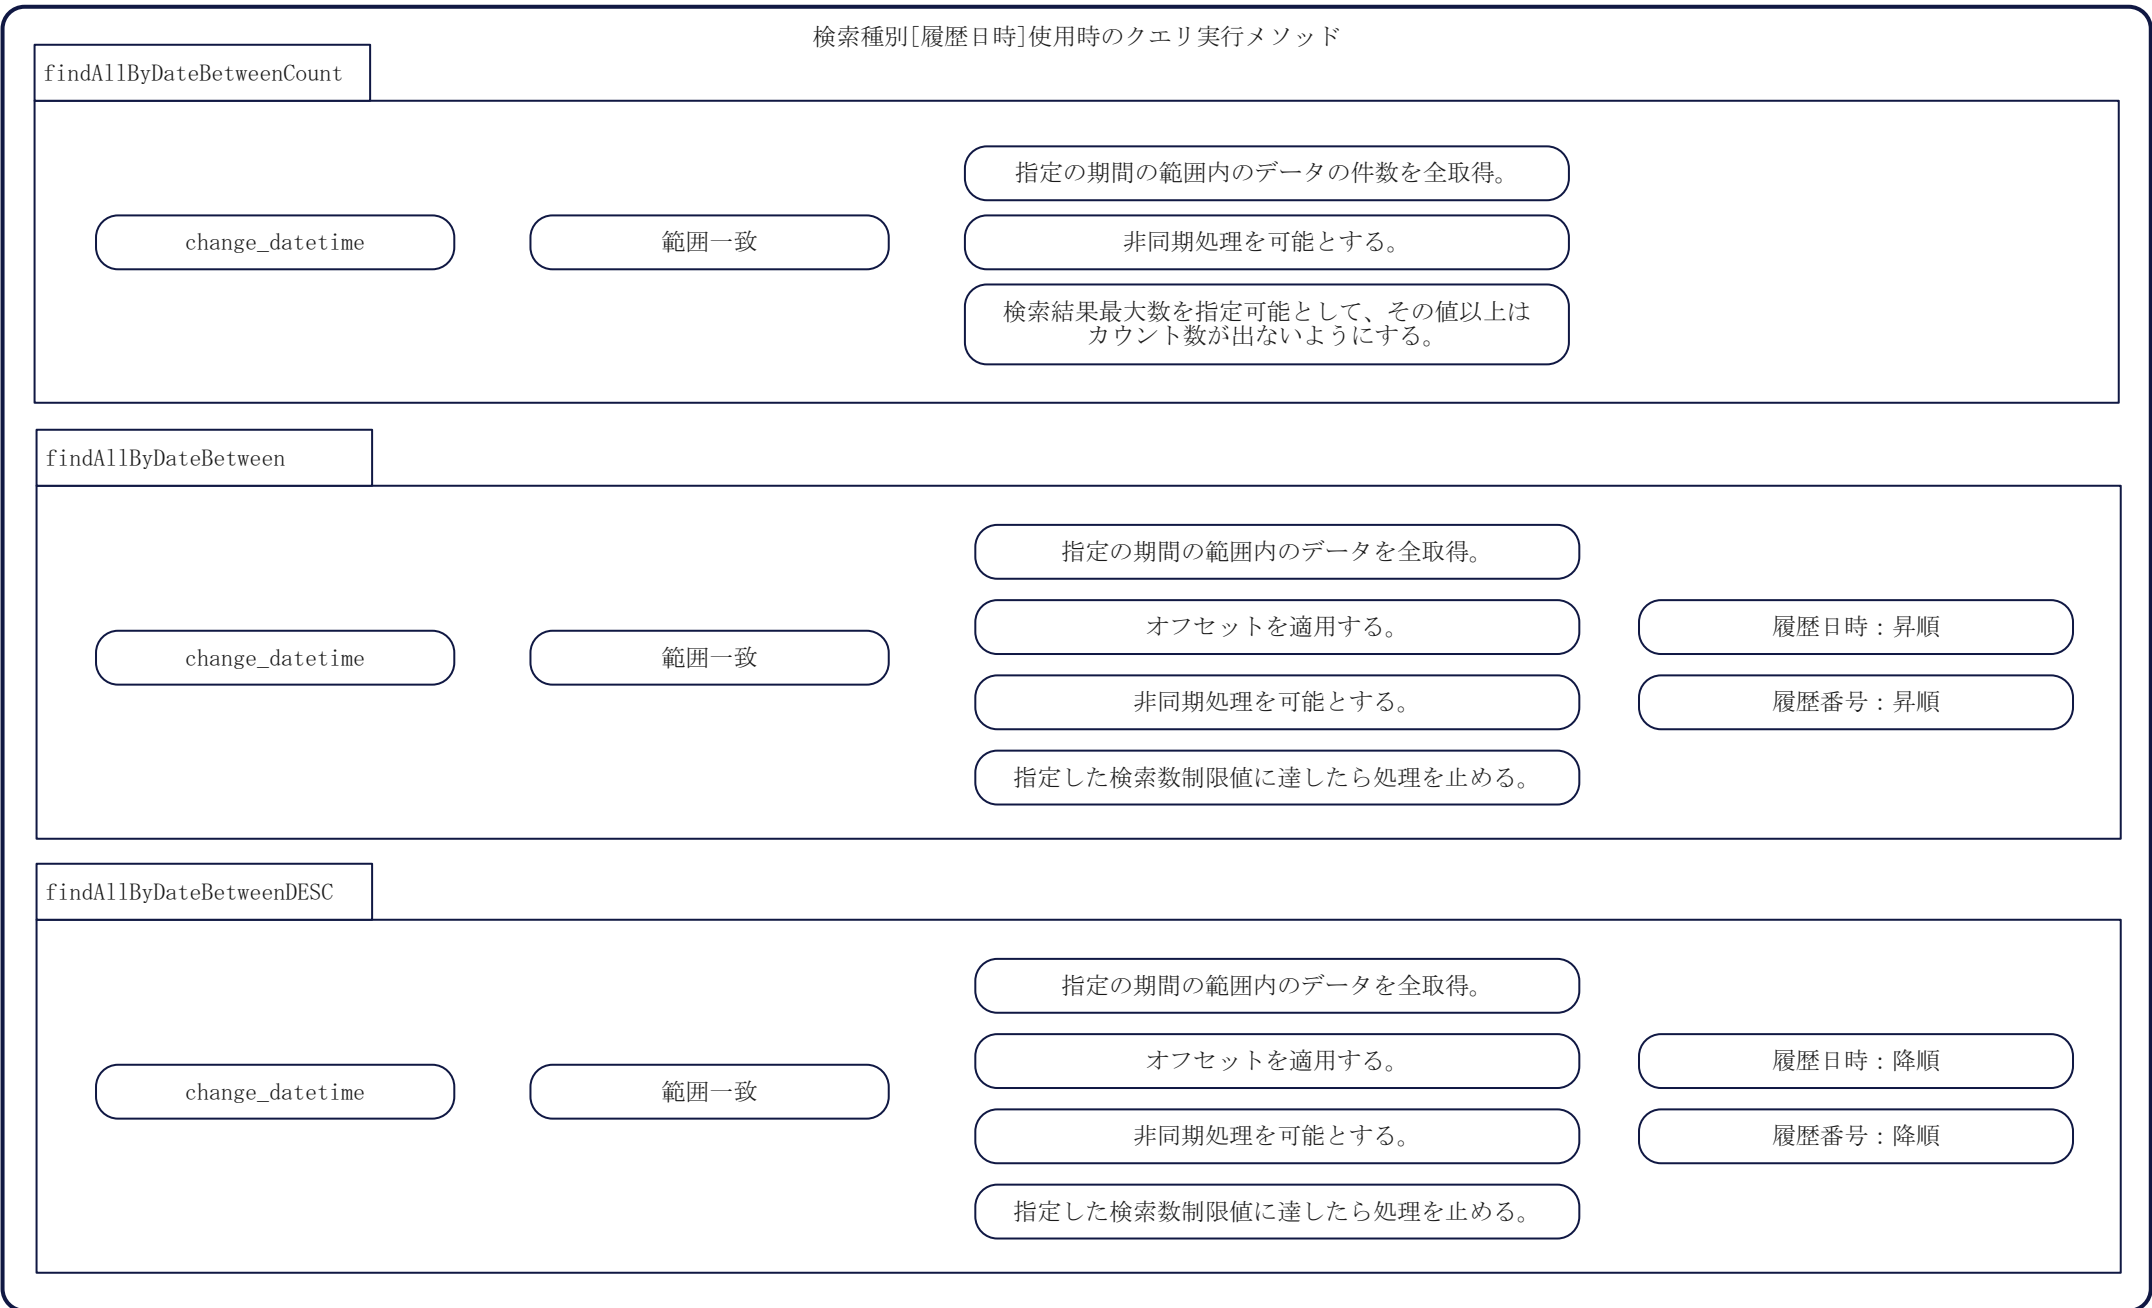 検索種別[履歴日時]使用時のクエリ実行メソッド
findAllByDateBetweenCount
change_datetime
範囲一致
指定の期間の範囲内のデータの件数を全取得。
非同期処理を可能とする。
検索結果最大数を指定可能として、その値以上は
カウント数が出ないようにする。
findAllByDateBetween
change_datetime
範囲一致
指定の期間の範囲内のデータを全取得。
オフセットを適用する。
非同期処理を可能とする。
指定した検索数制限値に達したら処理を止める。
履歴日時：昇順
履歴番号：昇順
findAllByDateBetweenDESC
change_datetime
範囲一致
指定の期間の範囲内のデータを全取得。
オフセットを適用する。
非同期処理を可能とする。
指定した検索数制限値に達したら処理を止める。
履歴日時：降順
履歴番号：降順